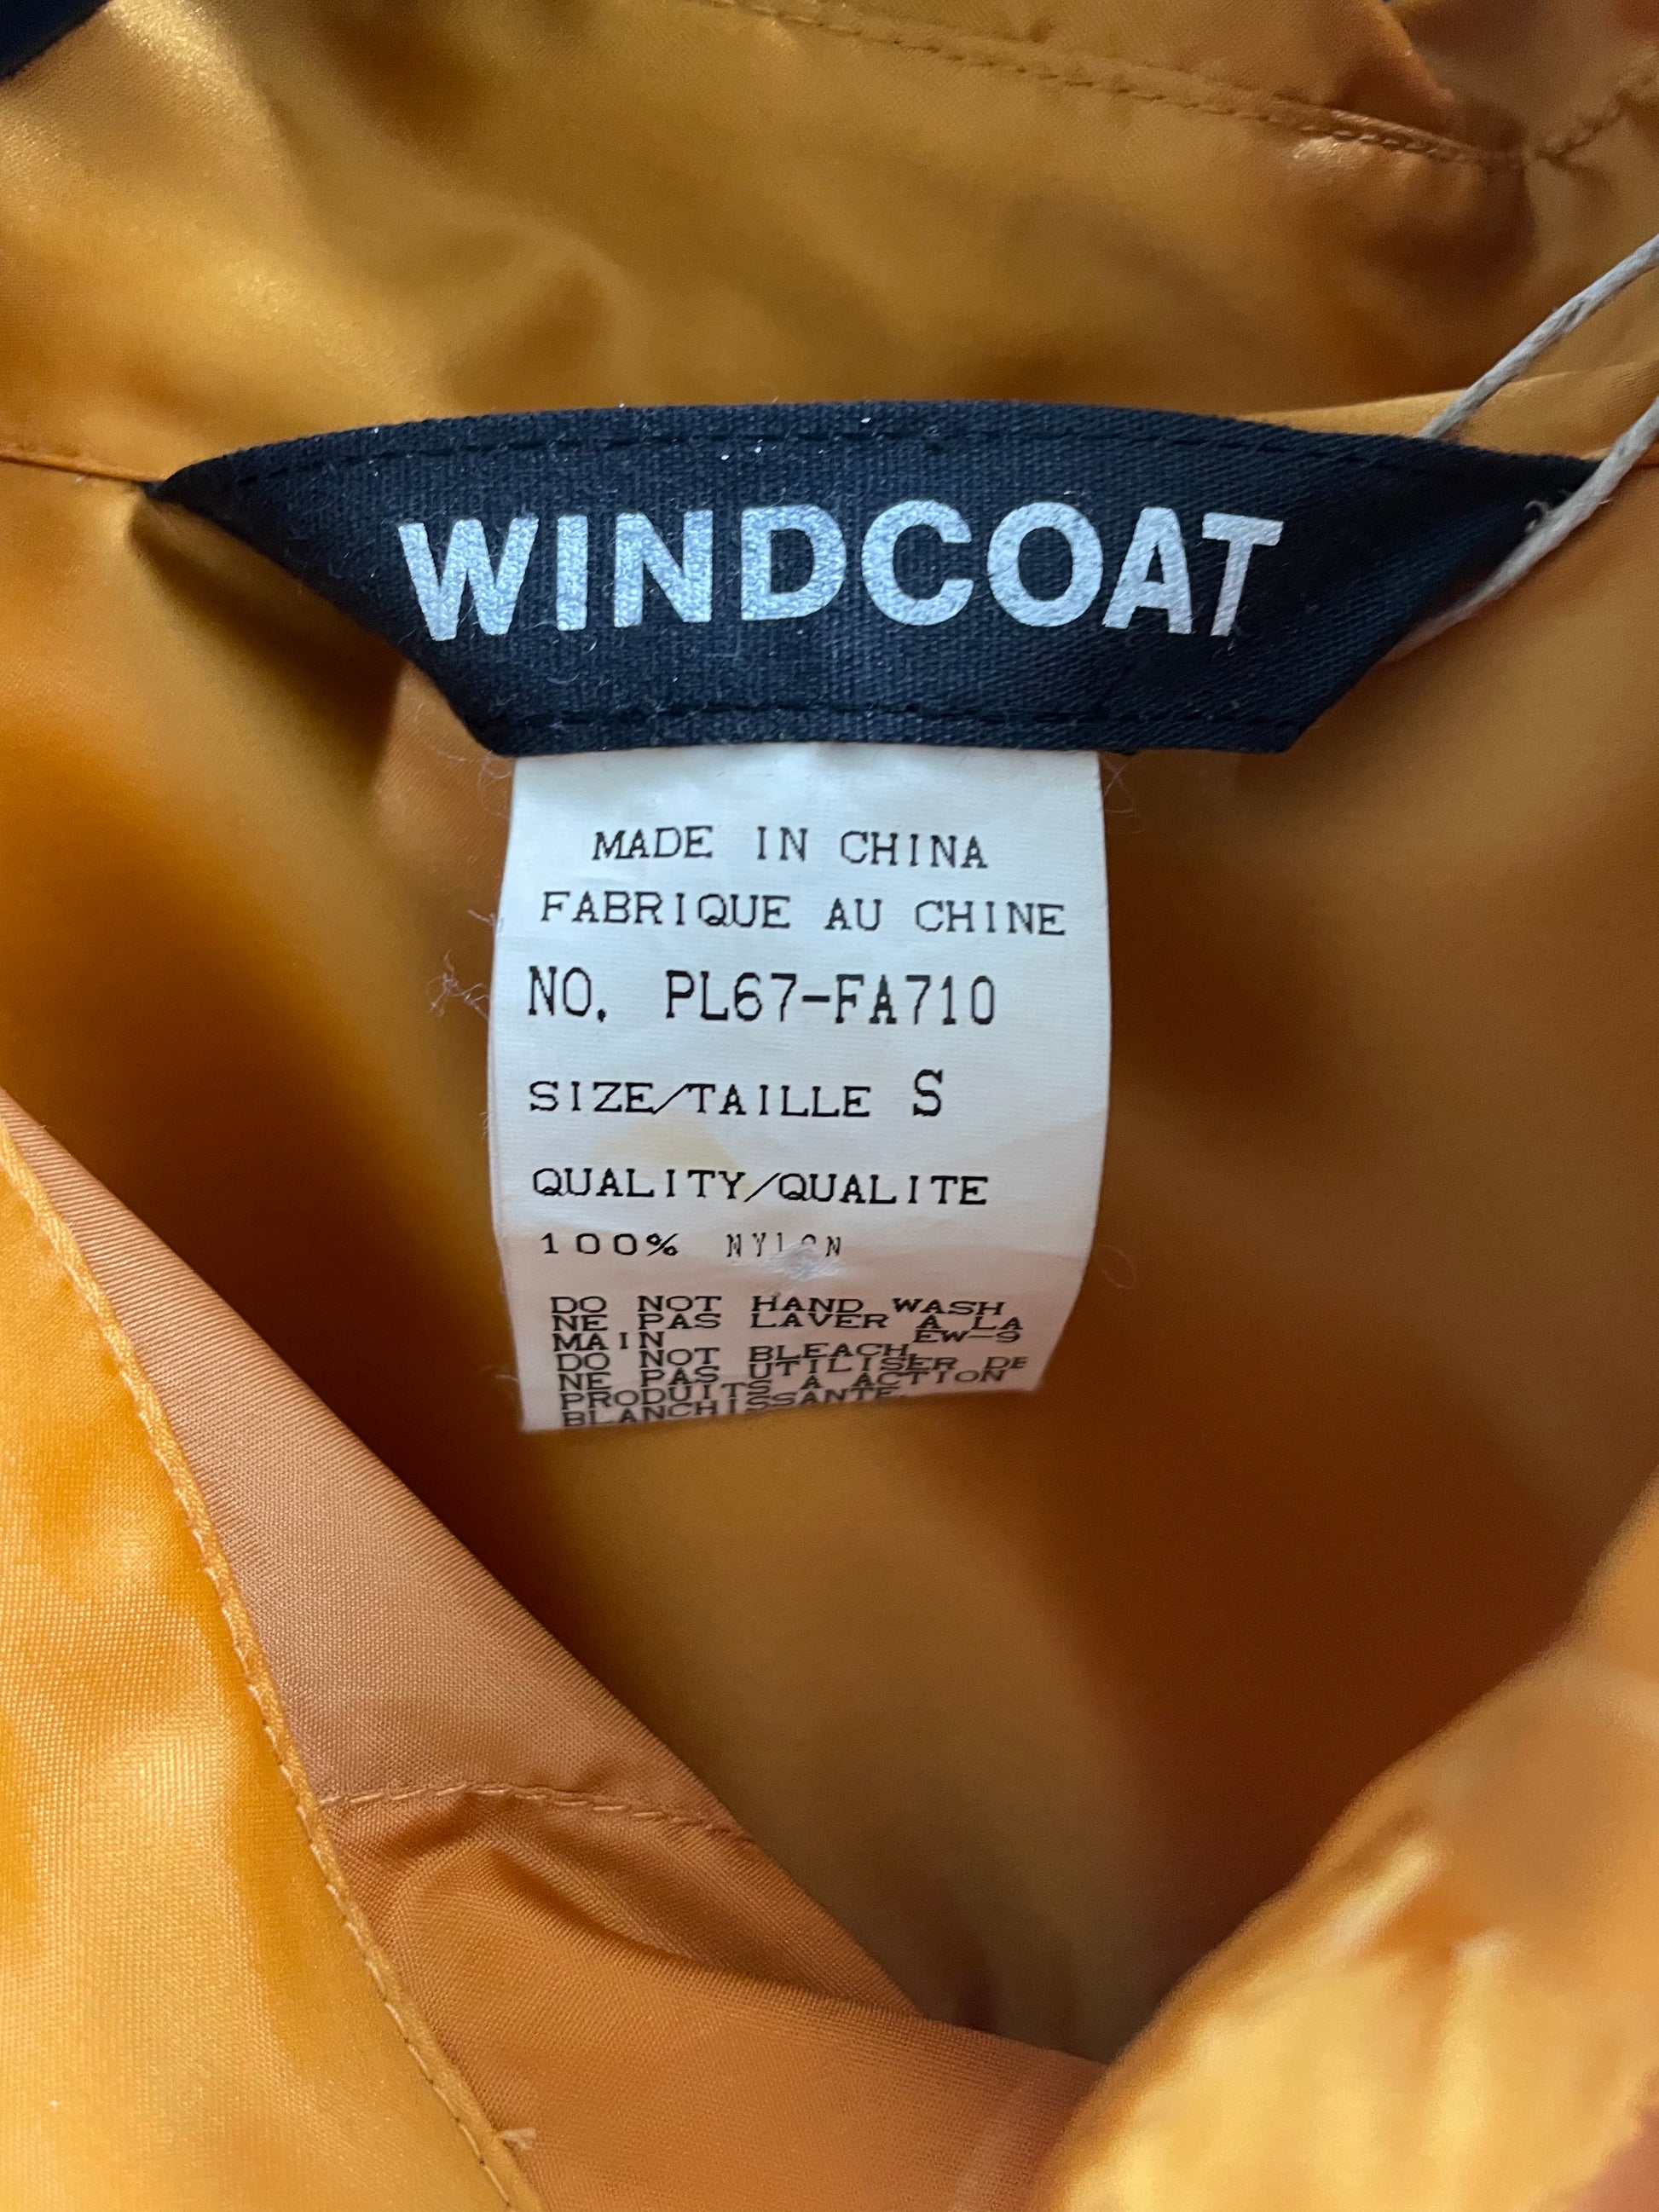 WINDCOAT
MADE IN CHINA
FABRIQUE AU CHINE
NO. PL67-FA710
SIZE/TAILLE S
QUALITY/QUALITE
100% NYLON
DO NOT HAND WASH
NE PAS LAVER A LA
MAIN EW-9
DO NOT BLEACH.
NE PAS UTILISER DE
PRODUITS A ACTION
BLANCHISSANTE.